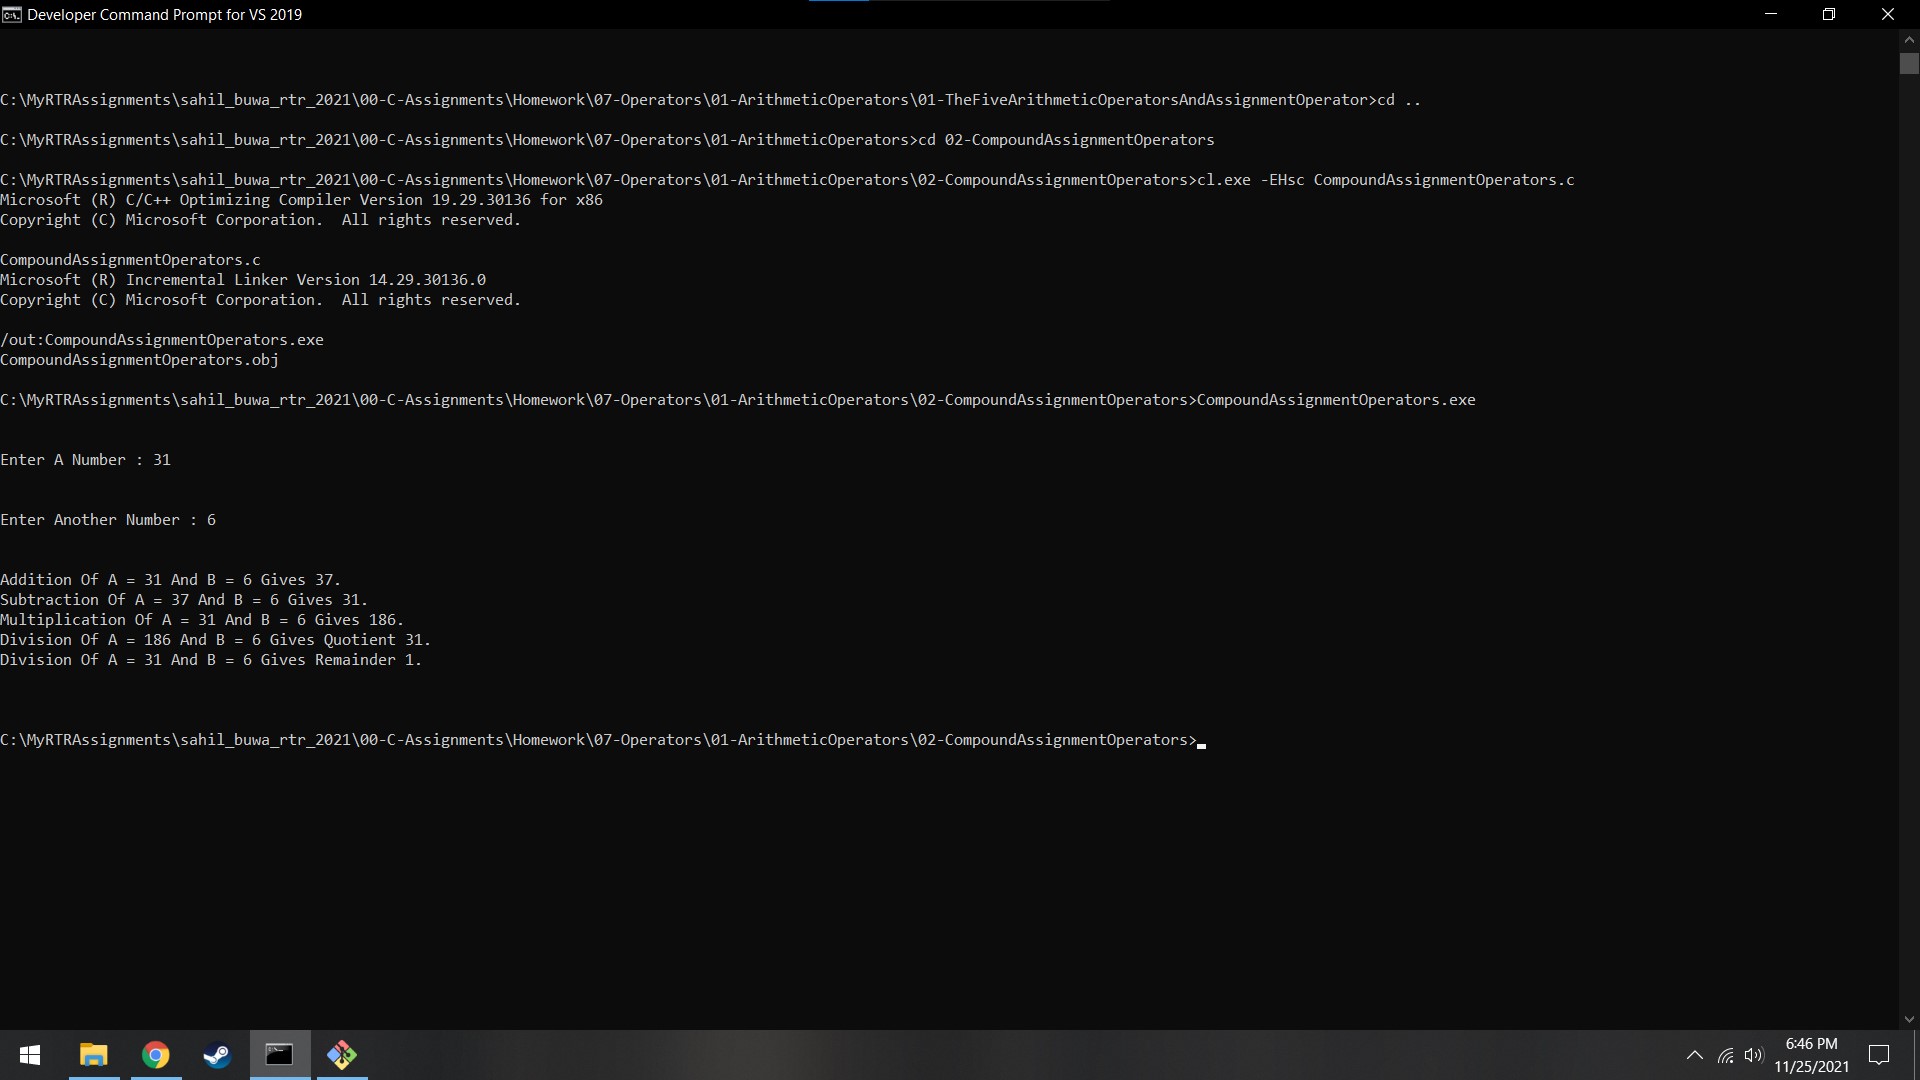 Developer Command Prompt for VS 2019
C:\MyRTRAssignments\sahil_buwa_rtr_2021\00-C-Assignments\Homework\07-Operators\01-ArithmeticOperators\01-TheFiveArithmeticOperatorsAndAssignmentOperator>cd ..
C:\MyRTRAssignments\sahil_buwa_rtr_2021\00-C-Assignments\Homework\07-Operators\01-ArithmeticOperators>cd 02-CompoundAssignmentOperators
C:\MyRTRAssignments\sahil_buwa_rtr_2021\00-C-Assignments\Homework\07-Operators\01-ArithmeticOperators\02-CompoundAssignmentOperators>cl.exe -EHsc CompoundAssignmentOperators.c
Microsoft (R) C/C++ Optimizing Compiler Version 19.29.30136 for x86
Copyright (C) Microsoft Corporation.  All rights reserved.
CompoundAssignmentOperators.c
Microsoft (R) Incremental Linker Version 14.29.30136.0
Copyright (C) Microsoft Corporation.  All rights reserved.
/out:CompoundAssignmentOperators.exe
CompoundAssignmentOperators.obj
C:\MyRTRAssignments\sahil_buwa_rtr_2021\00-C-Assignments\Homework\07-Operators\01-ArithmeticOperators\02-CompoundAssignmentOperators>CompoundAssignmentOperators.exe
Enter A Number : 31
Enter Another Number : 6
Addition Of A = 31 And B = 6 Gives 37.
Subtraction Of A = 37 And B = 6 Gives 31.
Multiplication Of A = 31 And B = 6 Gives 186.
Division Of A = 186 And B = 6 Gives Quotient 31.
Division Of A = 31 And B = 6 Gives Remainder 1.
C:\MyRTRAssignments\sahil_buwa_rtr_2021\00-C-Assignments\Homework\07-Operators\01-ArithmeticOperators\02-CompoundAssignmentOperators>
6:46 PM
11/25/2021